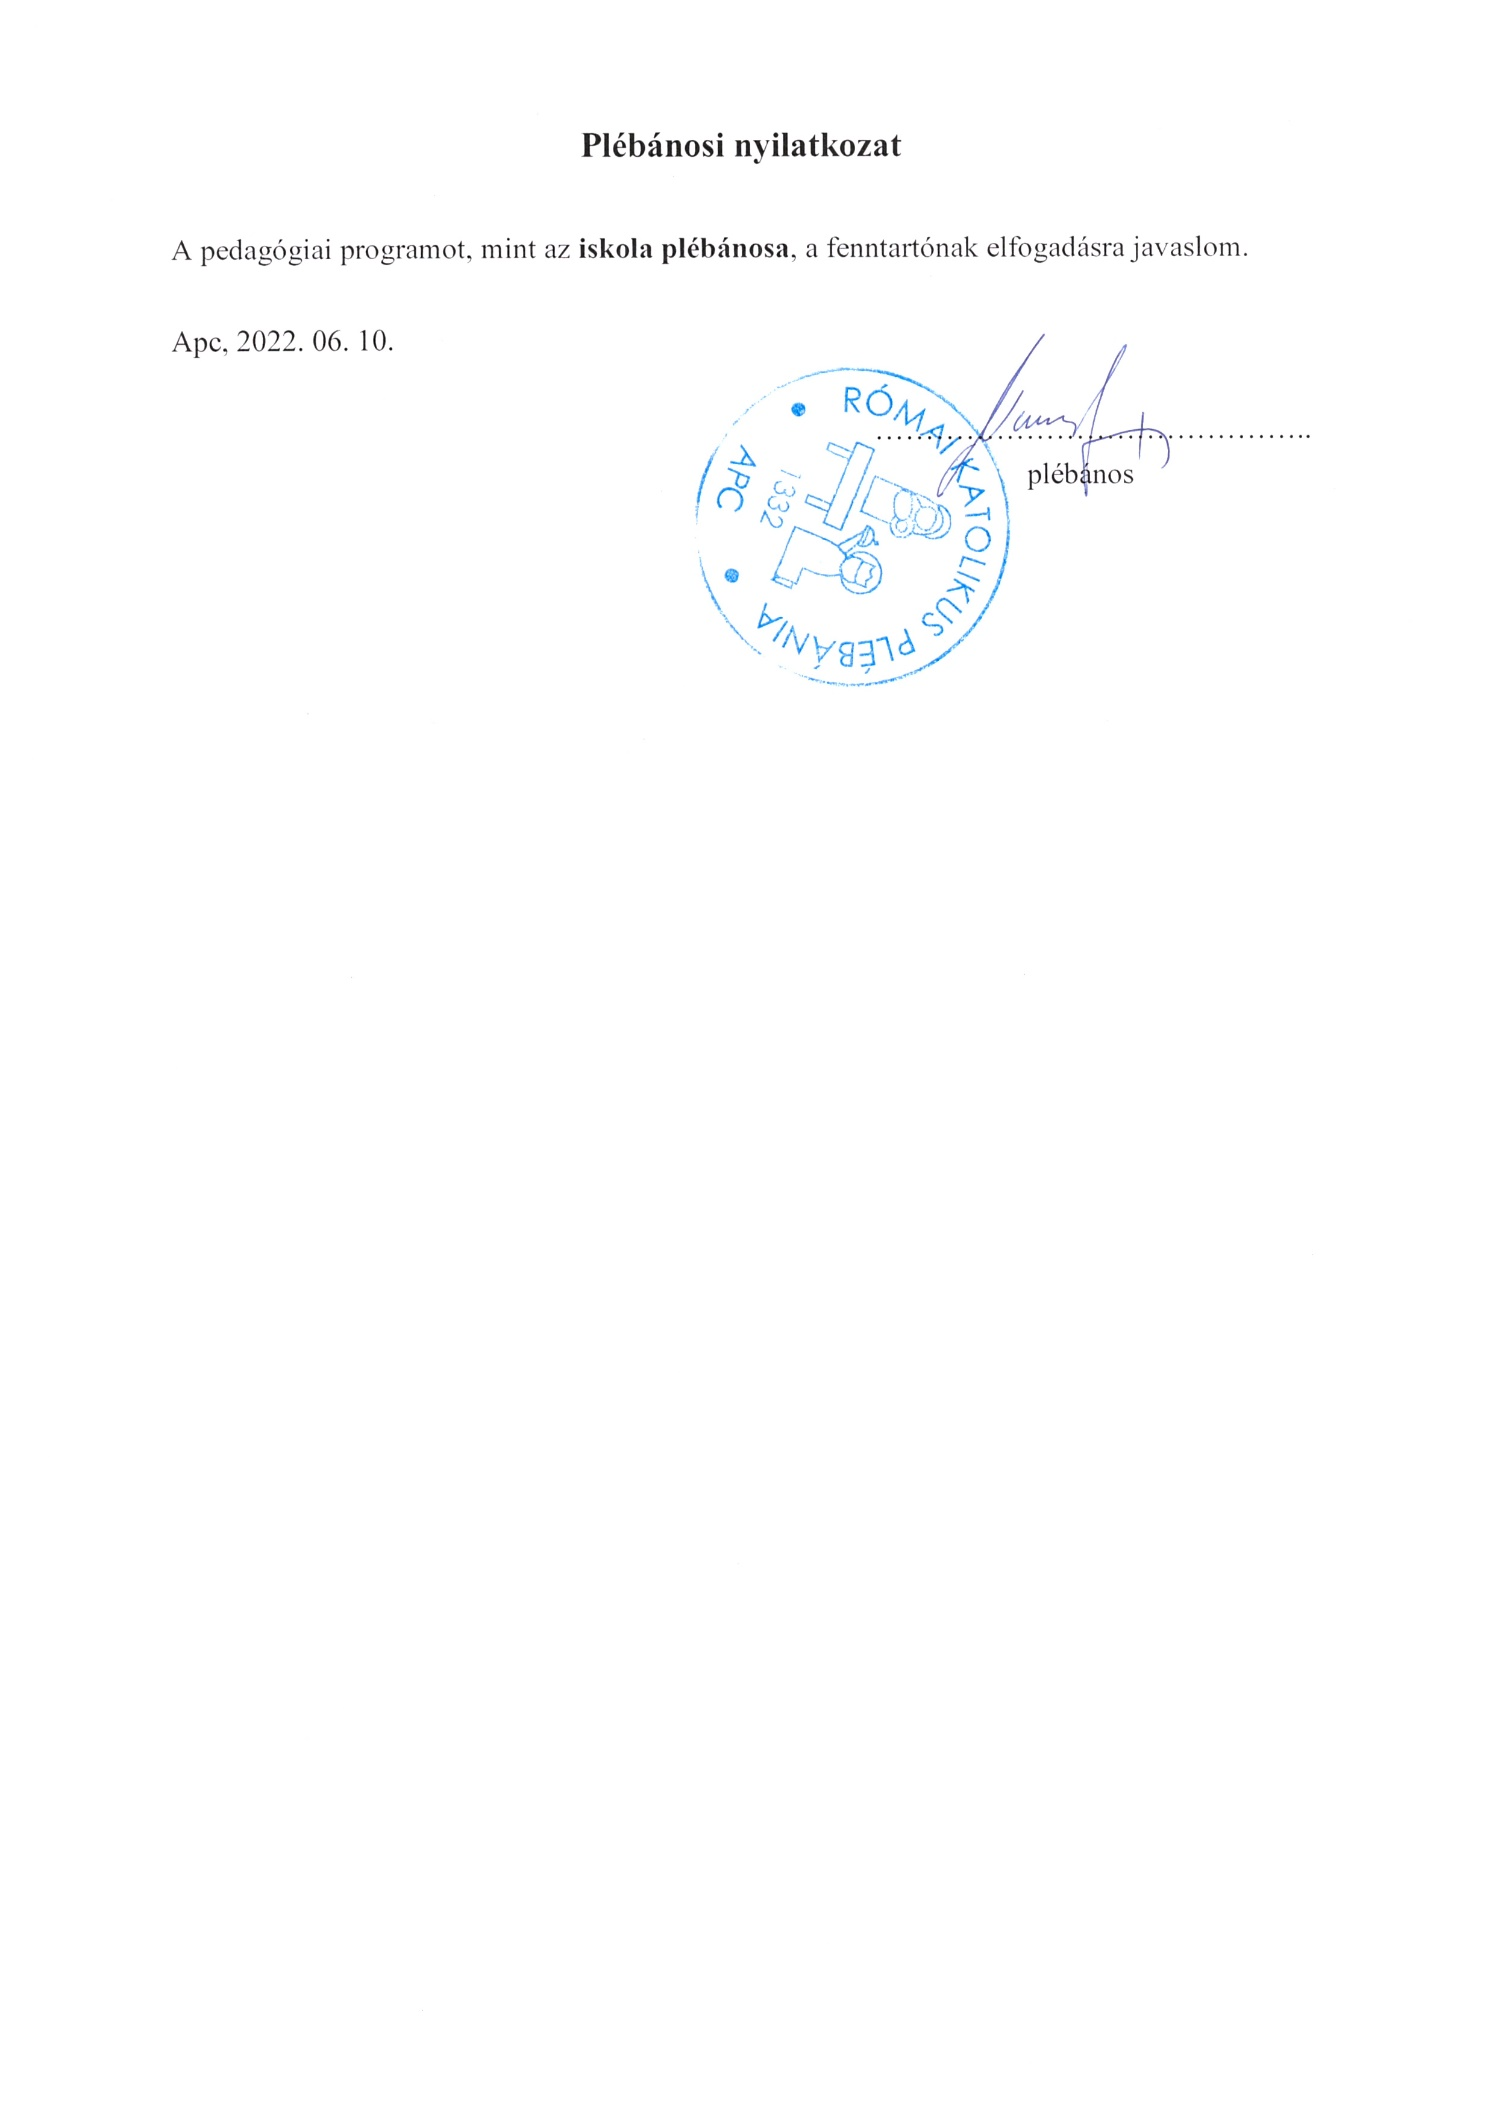 Plébánosi nyilatkozat
A pedagógiai programot, mint az iskola plébánosa, a fenntartónak elfogadásra javaslom.
Apc, 2022. 06. 10.
RÓMAI KATOLIKUS PLÉBÁNIA
APC
1332
plébános